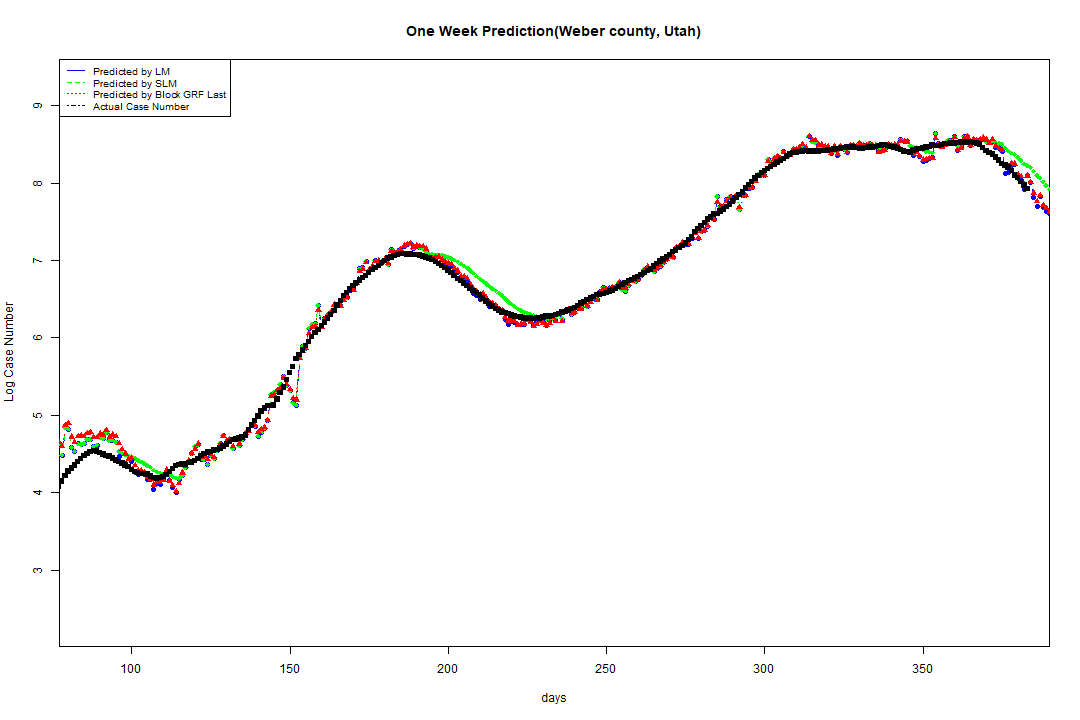 One Week Prediction(Weber county, Utah)
Predicted by LM
Predicted by SLM
Predicted by Block GRF Last
Actual Case Number
9
8
7
6
5
4
3
Log Case Number
100 150 200 250 300 350
days